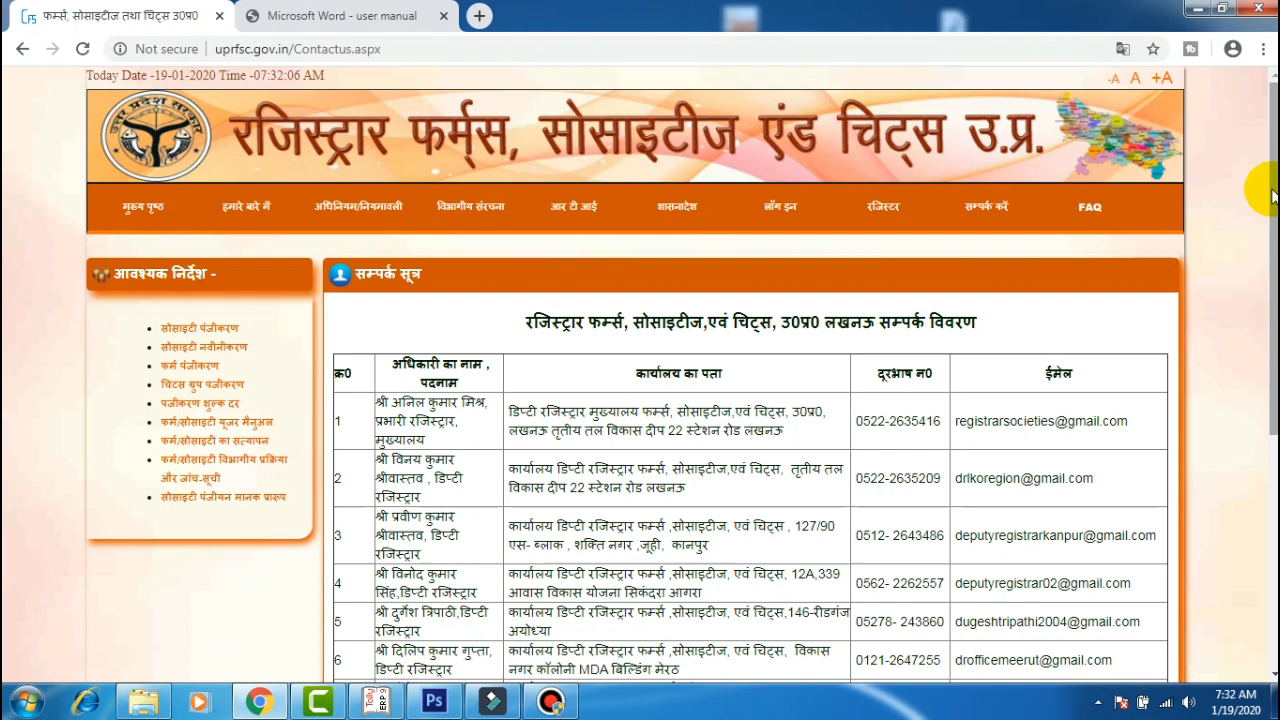 फर्म्स, सोसाइटीज तथा चिट्स उ0प्र0
Microsoft Word - user manual
Not secure | uprfsc.gov.in/Contactus.aspx
Today Date -19-01-2020 Time -07:32:06 AM
-A A +A
उत्तर प्रदेश सरकार
रजिस्ट्रार फर्म्स, सोसाइटीज एंड चिट्स उ.प्र.
मुख्य पृष्ठ हमारे बारे में अधिनियम/नियमावली विभागीय संरचना आर टी आई शासनादेश लॉग इन रजिस्टर सम्पर्क करें FAQ
आवश्यक निर्देश -
सोसाइटी पंजीकरण
सोसाइटी नवीनीकरण
फर्म पंजीकरण
चिटस ग्रुप पजीकरण
पजीकरण शुल्क दर
फर्म/सोसाइटी यूजर मैनुअल
फर्म/सोसाइटी का सत्यापन
फर्म/सोसाइटी विभागीय प्रक्रिया
और जांच-सूची
सोसाइटी पंजीयन मानक प्रारूप
सम्पर्क सूत्र
रजिस्ट्रार फर्म्स, सोसाइटीज,एवं चिट्स, उ0प्र0 लखनऊ सम्पर्क विवरण
क्र0 अधिकारी का नाम , पदनाम कार्यालय का पता दूरभाष न0 ईमेल
1 श्री अनिल कुमार मिश्र, प्रभारी रजिस्ट्रार, मुख्यालय डिप्टी रजिस्ट्रार मुख्यालय फर्म्स, सोसाइटीज,एवं चिट्स, उ0प्र0, लखनऊ तृतीय तल विकास दीप 22 स्टेशन रोड लखनऊ 0522-2635416 registrarsocieties@gmail.com
2 श्री विनय कुमार श्रीवास्तव , डिप्टी रजिस्ट्रार कार्यालय डिप्टी रजिस्ट्रार फर्म्स, सोसाइटीज,एवं चिट्स, तृतीय तल विकास दीप 22 स्टेशन रोड लखनऊ 0522-2635209 drlkoregion@gmail.com
3 श्री प्रवीण कुमार श्रीवास्तव, डिप्टी रजिस्ट्रार कार्यालय डिप्टी रजिस्ट्रार फर्म्स ,सोसाइटीज, एवं चिट्स , 127/90 एस- ब्लाक , शक्ति नगर ,जूही, कानपुर 0512- 2643486 deputyregistrarkanpur@gmail.com
4 श्री विनोद कुमार सिंह,डिप्टी रजिस्ट्रार कार्यालय डिप्टी रजिस्ट्रार फर्म्स ,सोसाइटीज, एवं चिट्स, 12A,339 आवास विकास योजना सिकंदरा आगरा 0562- 2262557 deputyregistrar02@gmail.com
5 श्री दुर्गेश त्रिपाठी,डिप्टी रजिस्ट्रार कार्यालय डिप्टी रजिस्ट्रार फर्म्स ,सोसाइटीज, एवं चिट्स,146-रीडगंज अयोध्या 05278- 243860 dugeshtripathi2004@gmail.com
6 श्री दिलिप कुमार गुप्ता, डिप्टी रजिस्ट्रार कार्यालय डिप्टी रजिस्ट्रार फर्म्स ,सोसाइटीज, एवं चिट्स, विकास नगर कॉलोनी MDA बिल्डिंग मेरठ 0121-2647255 drofficemeerut@gmail.com
7:32 AM
1/19/2020